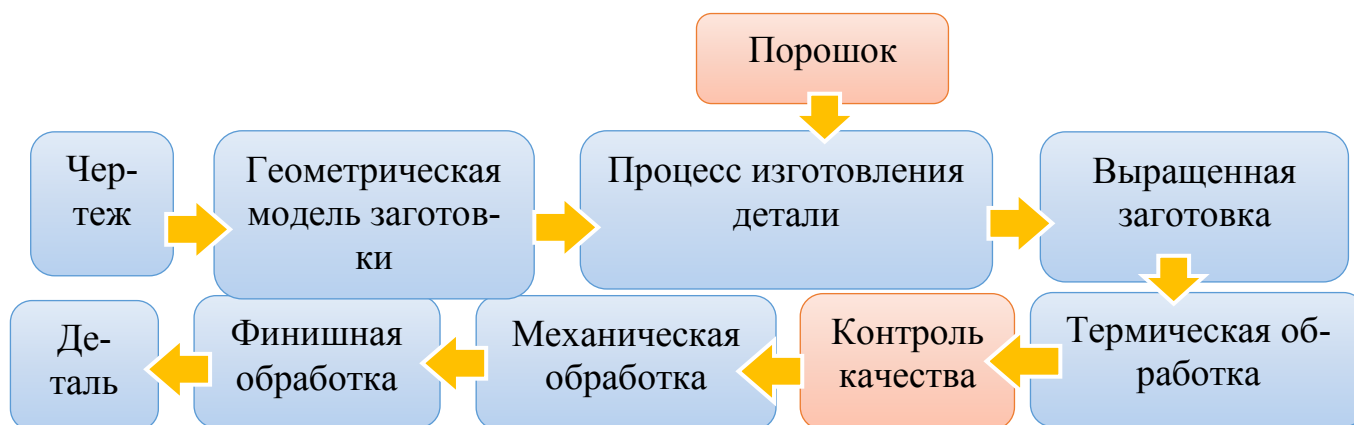 Порошок
Чер-
теж
Геометрическая
модель заготов-
ки
Процесс изготовления
детали
Выращенная
заготовка
Де-
таль
Финишная
обработка
Механическая
обработка
Контроль
качества
Термическая об-
работка